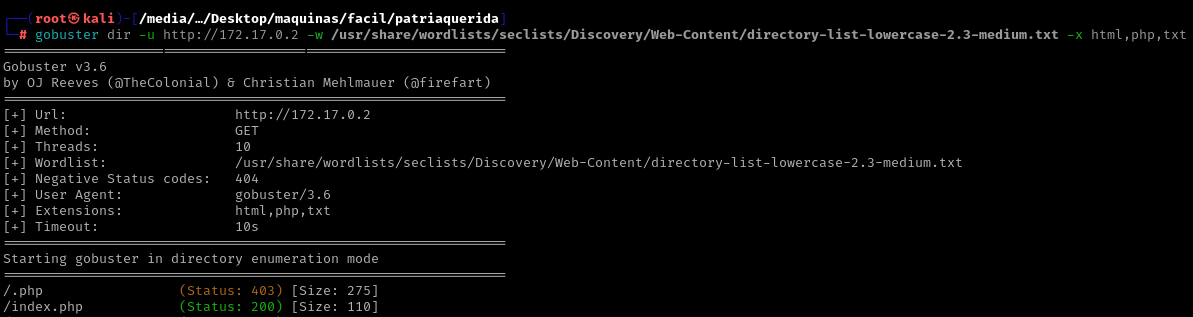 ┌──(root㉿kali)-[/media/…/Desktop/maquinas/facil/patriaquerida]
└─# gobuster dir -u http://172.17.0.2 -w /usr/share/wordlists/seclists/Discovery/Web-Content/directory-list-lowercase-2.3-medium.txt -x html,php,txt
===============================================================
Gobuster v3.6
by OJ Reeves (@TheColonial) & Christian Mehlmauer (@firefart)
===============================================================
[+] Url:                     http://172.17.0.2
[+] Method:                  GET
[+] Threads:                 10
[+] Wordlist:                /usr/share/wordlists/seclists/Discovery/Web-Content/directory-list-lowercase-2.3-medium.txt
[+] Negative Status codes:   404
[+] User Agent:              gobuster/3.6
[+] Extensions:              html,php,txt
[+] Timeout:                 10s
===============================================================
Starting gobuster in directory enumeration mode
===============================================================
/.php                 (Status: 403) [Size: 275]
/index.php            (Status: 200) [Size: 110]